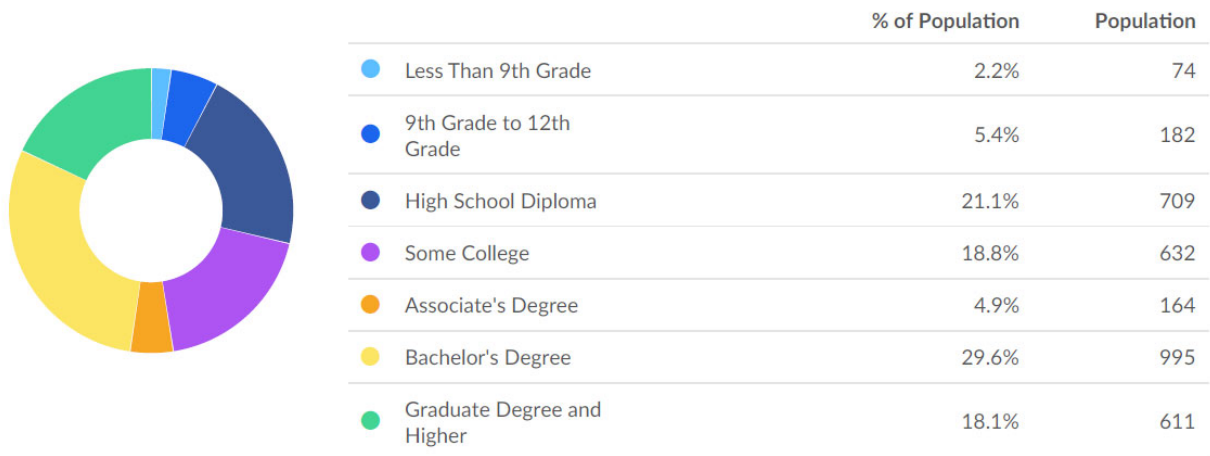 % of Population Population
Less Than 9th Grade 2.2% 74
9th Grade to 12th
Grade 5.4% 182
High School Diploma 21.1% 709
Some College 18.8% 632
Associate's Degree 4.9% 164
Bachelor's Degree 29.6% 995
Graduate Degree and
Higher 18.1% 611